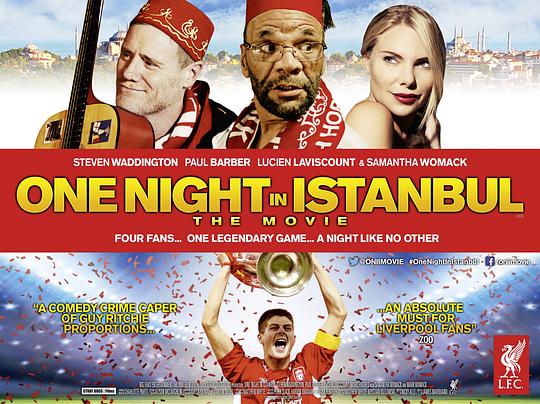 STEVEN WADDINGTON PAUL BARBER LUCIEN LAVISCOUNT & SAMANTHA WOMACK
ONE NIGHT IN ISTANBUL
THE MOVIE
FOUR FANS... ONE LEGENDARY GAME... A NIGHT LIKE NO OTHER
@ONIIMOVIE #OneNightInIstanbul oniimovie
“A COMEDY CRIME CAPER
OF GUY RITCHIE
PROPORTIONS...
...AN ABSOLUTE
MUST FOR
LIVERPOOL FANS”
ZOO
L.F.C.